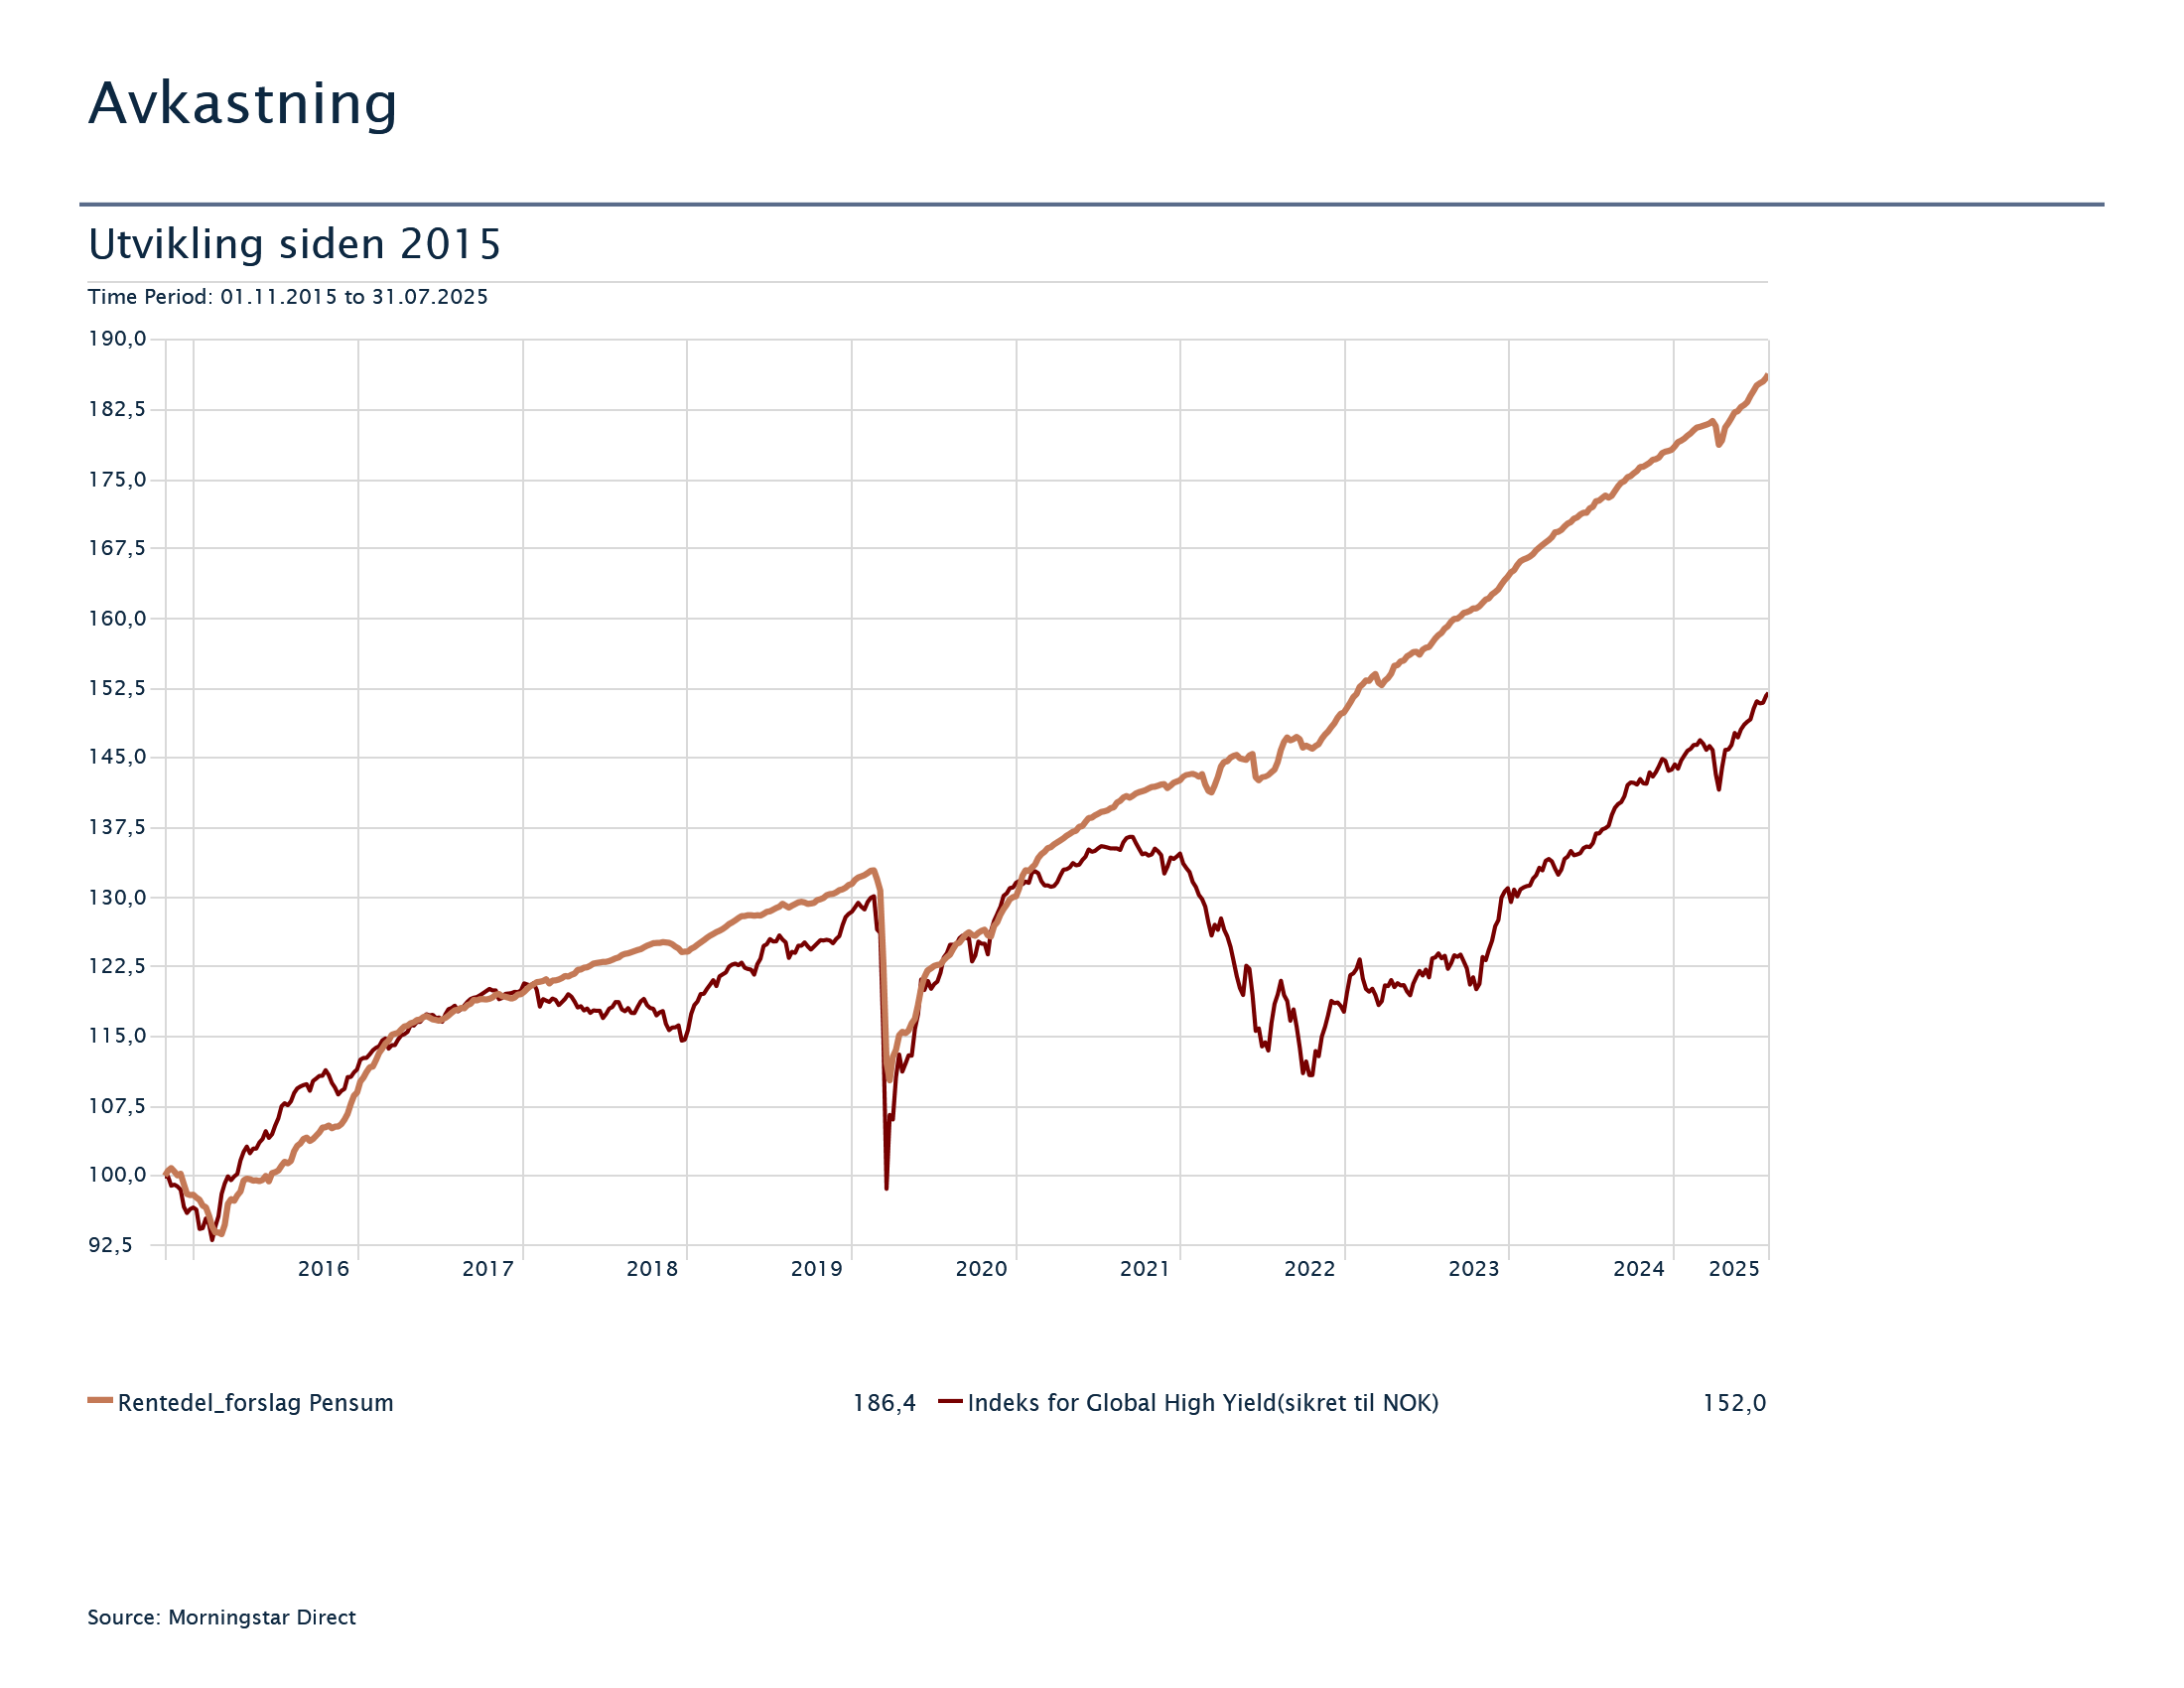 Avkastning
Utvikling siden 2015
Time Period: 01.11.2015 to 31.07.2025
190,0
182,5
175,0
167,5
160,0
152,5
145,0
137,5
130,0
122,5
115,0
107,5
100,0
92,5
2016 2017 2018 2019 2020 2021 2022 2023 2024 2025
Rentedel_forslag Pensum 186,4 Indeks for Global High Yield(sikret til NOK) 152,0
Source: Morningstar Direct